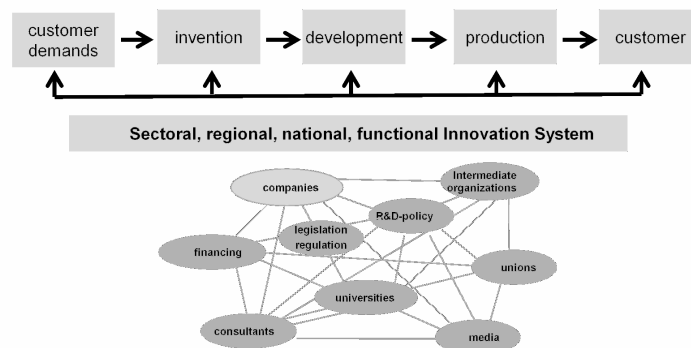 customer
demands
invention
development
production
customer
Sectoral, regional, national, functional Innovation System
companies
Intermediate
organizations
R&D-policy
legislation
regulation
financing
unions
universities
consultants
media